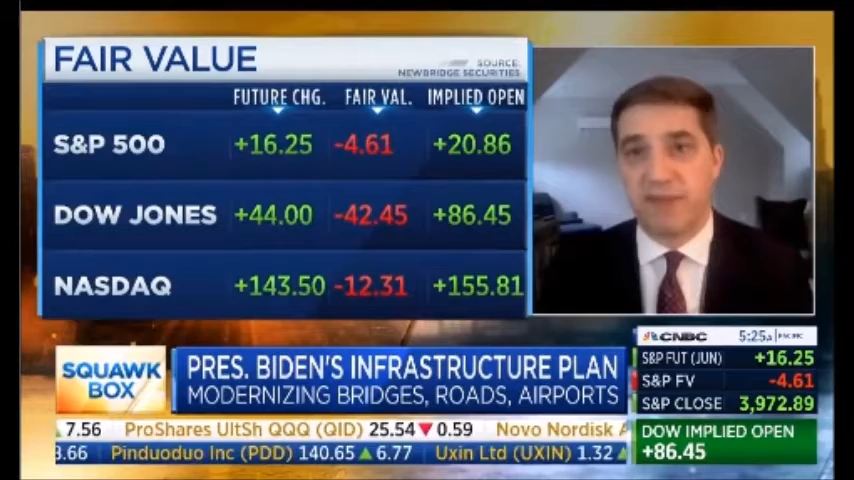 FAIR VALUE
SOURCE:
NEWBRIDGE SECURITIES
FUTURE CHG. FAIR VAL. IMPLIED OPEN
S&P 500 +16.25 -4.61 +20.86
DOW JONES +44.00 -42.45 +86.45
NASDAQ +143.50 -12.31 +155.81
SQUAWK
BOX
PRES. BIDEN'S INFRASTRUCTURE PLAN
MODERNIZING BRIDGES, ROADS, AIRPORTS
CNBC 5:25A
S&P FUT (JUN) +16.25
S&P FV -4.61
S&P CLOSE 3,972.89
DOW IMPLIED OPEN
+86.45
7.56 ProShares UltSh QQQ (QID) 25.54 ▼ 0.59 Novo Nordisk
8.66 Pinduoduo Inc (PDD) 140.65 ▲ 6.77 Uxin Ltd (UXIN) 1.32 ▲